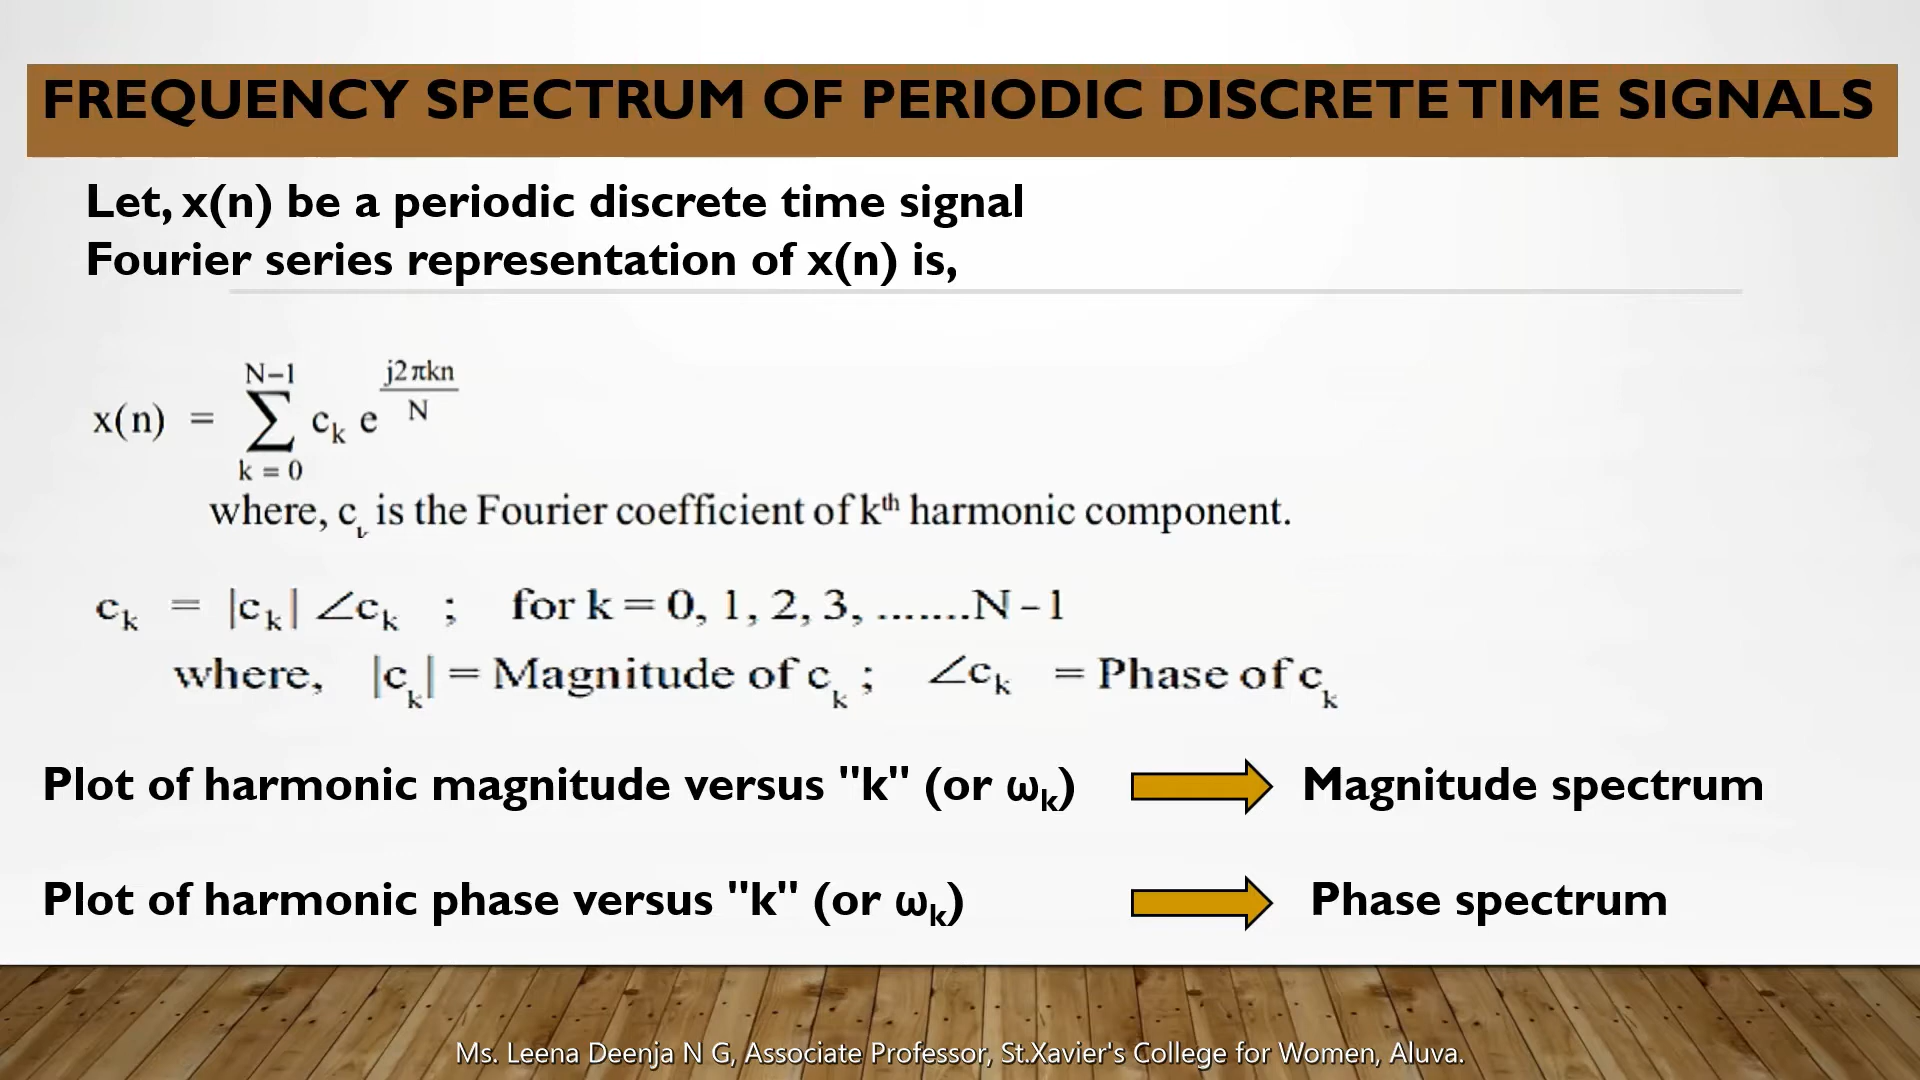 FREQUENCY SPECTRUM OF PERIODIC DISCRETE TIME SIGNALS
Let, x(n) be a periodic discrete time signal
Fourier series representation of x(n) is,
x(n) = \sum_{k = 0}^{N-1} c_k e^{\frac{j2πkn}{N}}
where, c_k is the Fourier coefficient of k^{th} harmonic component.
c_k = |c_k| ∠c_k ; for k = 0, 1, 2, 3, .......N - 1
where, |c_k| = Magnitude of c_k ; ∠c_k = Phase of c_k
Plot of harmonic magnitude versus "k" (or ω_k) Magnitude spectrum
Plot of harmonic phase versus "k" (or ω_k) Phase spectrum
Ms. Leena Deenja N G, Associate Professor, St.Xavier's College for Women, Aluva.